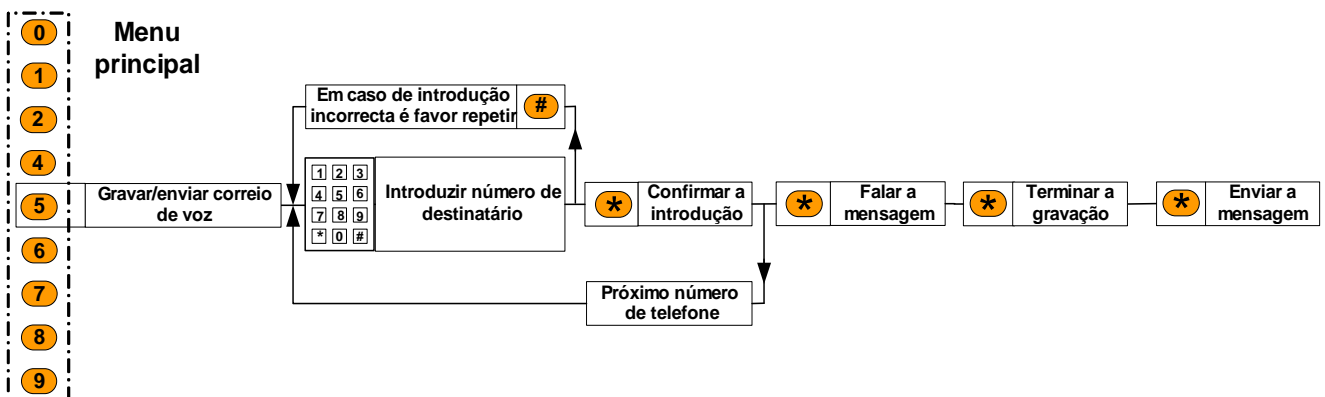 0
Menu
principal
1
2
4
5
6
7
8
9
Gravar/enviar correio
de voz
Em caso de introdução
incorrecta é favor repetir
#
1 2 3
4 5 6
7 8 9
* 0 #
Introduzir número de
destinatário
*
Confirmar a
introdução
Próximo número
de telefone
*
Falar a
mensagem
*
Terminar a
gravação
*
Enviar a
mensagem